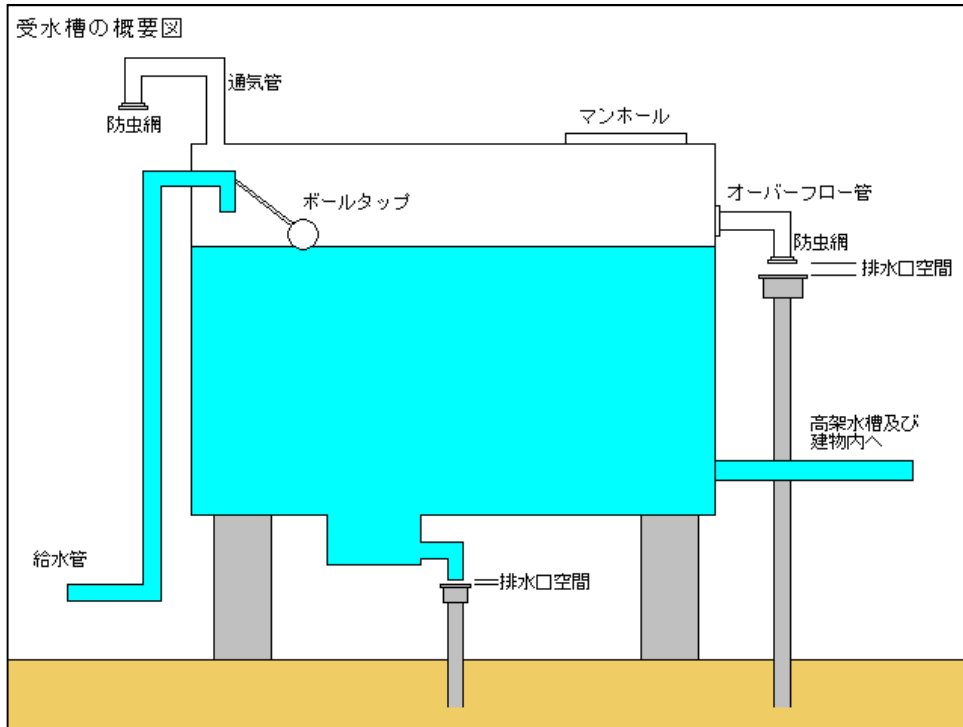 受水槽の概要図
通気管
防虫網
マンホール
ボールタップ
オーバーフロー管
防虫網
排水口空間
高架水槽及び
建物内へ
給水管
排水口空間